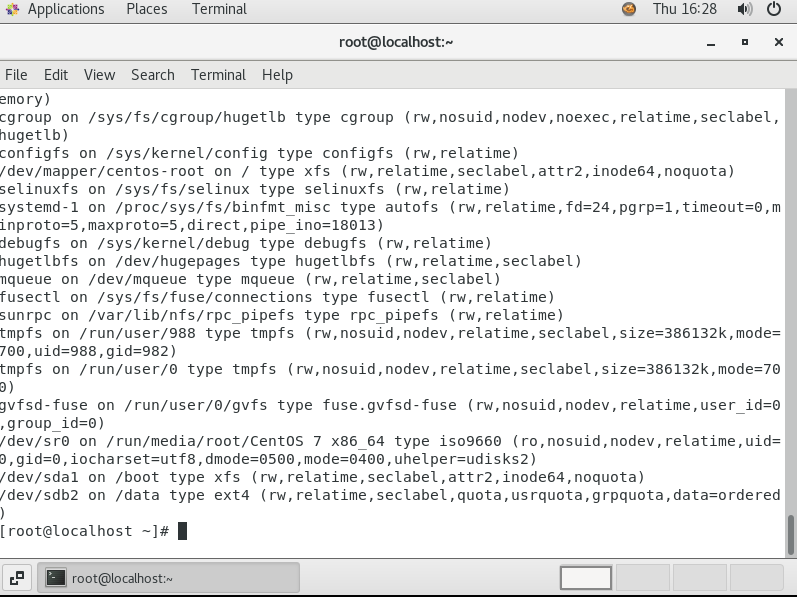 Applications Places Terminal Thu 16:28
root@localhost:~
File Edit View Search Terminal Help
emory)
cgroup on /sys/fs/cgroup/hugetlb type cgroup (rw,nosuid,nodev,noexec,relatime,seclabel,
hugetlb)
configfs on /sys/kernel/config type configfs (rw,relatime)
/dev/mapper/centos-root on / type xfs (rw,relatime,seclabel,attr2,inode64,noquota)
selinuxfs on /sys/fs/selinux type selinuxfs (rw,relatime)
systemd-1 on /proc/sys/fs/binfmt_misc type autofs (rw,relatime,fd=24,pgrp=1,timeout=0,m
inproto=5,maxproto=5,direct,pipe_ino=18013)
debugfs on /sys/kernel/debug type debugfs (rw,relatime)
hugetlbfs on /dev/hugepages type hugetlbfs (rw,relatime,seclabel)
mqueue on /dev/mqueue type mqueue (rw,relatime,seclabel)
fusectl on /sys/fs/fuse/connections type fusectl (rw,relatime)
sunrpc on /var/lib/nfs/rpc_pipefs type rpc_pipefs (rw,relatime)
tmpfs on /run/user/988 type tmpfs (rw,nosuid,nodev,relatime,seclabel,size=386132k,mode=
700,uid=988,gid=982)
tmpfs on /run/user/0 type tmpfs (rw,nosuid,nodev,relatime,seclabel,size=386132k,mode=70
0)
gvfsd-fuse on /run/user/0/gvfs type fuse.gvfsd-fuse (rw,nosuid,nodev,relatime,user_id=0
,group_id=0)
/dev/sr0 on /run/media/root/CentOS 7 x86_64 type iso9660 (ro,nosuid,nodev,relatime,uid=
0,gid=0,iocharset=utf8,dmode=0500,mode=0400,uhelper=udisks2)
/dev/sda1 on /boot type xfs (rw,relatime,seclabel,attr2,inode64,noquota)
/dev/sdb2 on /data type ext4 (rw,relatime,seclabel,quota,usrquota,grpquota,data=ordered
)
[root@localhost ~]#
root@localhost:~